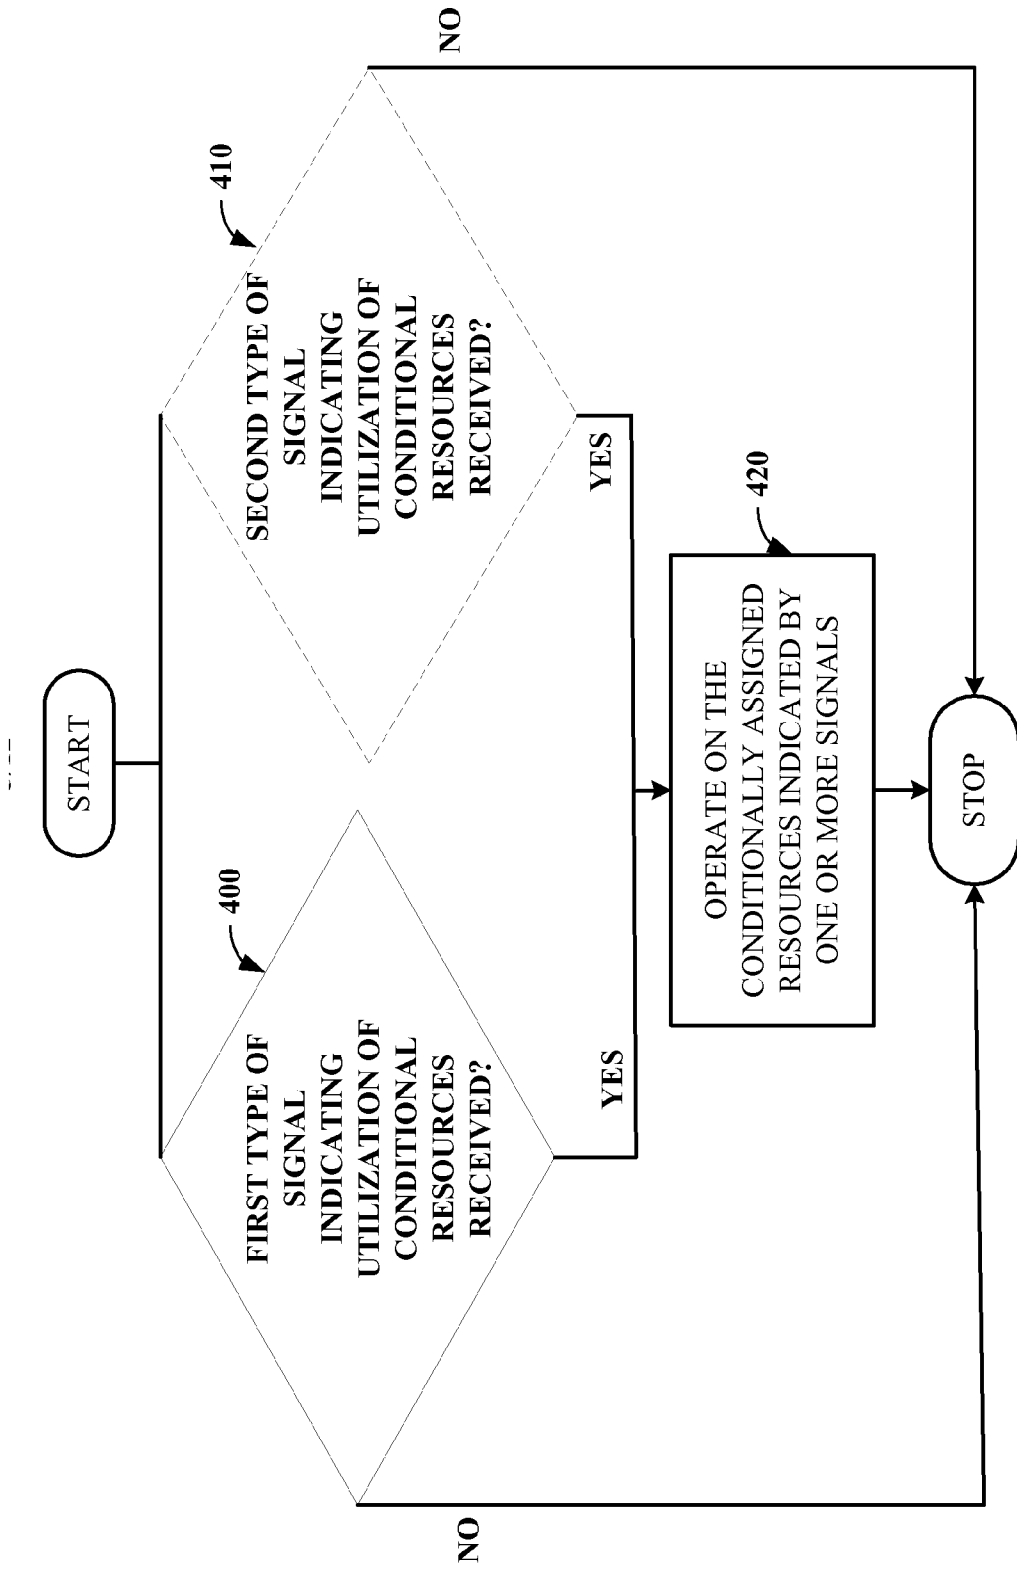 START
400
FIRST TYPE OF
SIGNAL
INDICATING
UTILIZATION OF
CONDITIONAL
RESOURCES
RECEIVED?
410
SECOND TYPE OF
SIGNAL
INDICATING
UTILIZATION OF
CONDITIONAL
RESOURCES
RECEIVED?
NO
NO
YES
YES
420
OPERATE ON THE
CONDITIONALLY ASSIGNED
RESOURCES INDICATED BY
ONE OR MORE SIGNALS
STOP